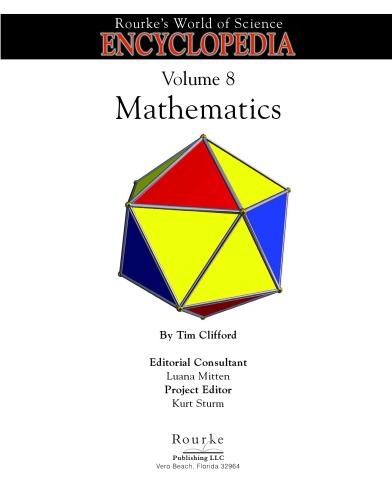 Rourke's World of Science
ENCYCLOPEDIA
Volume 8
Mathematics
By Tim Clifford
Editorial Consultant
Luana Mitten
Project Editor
Kurt Sturm
Rourke
Publishing LLC
Vero Beach, Florida 32964